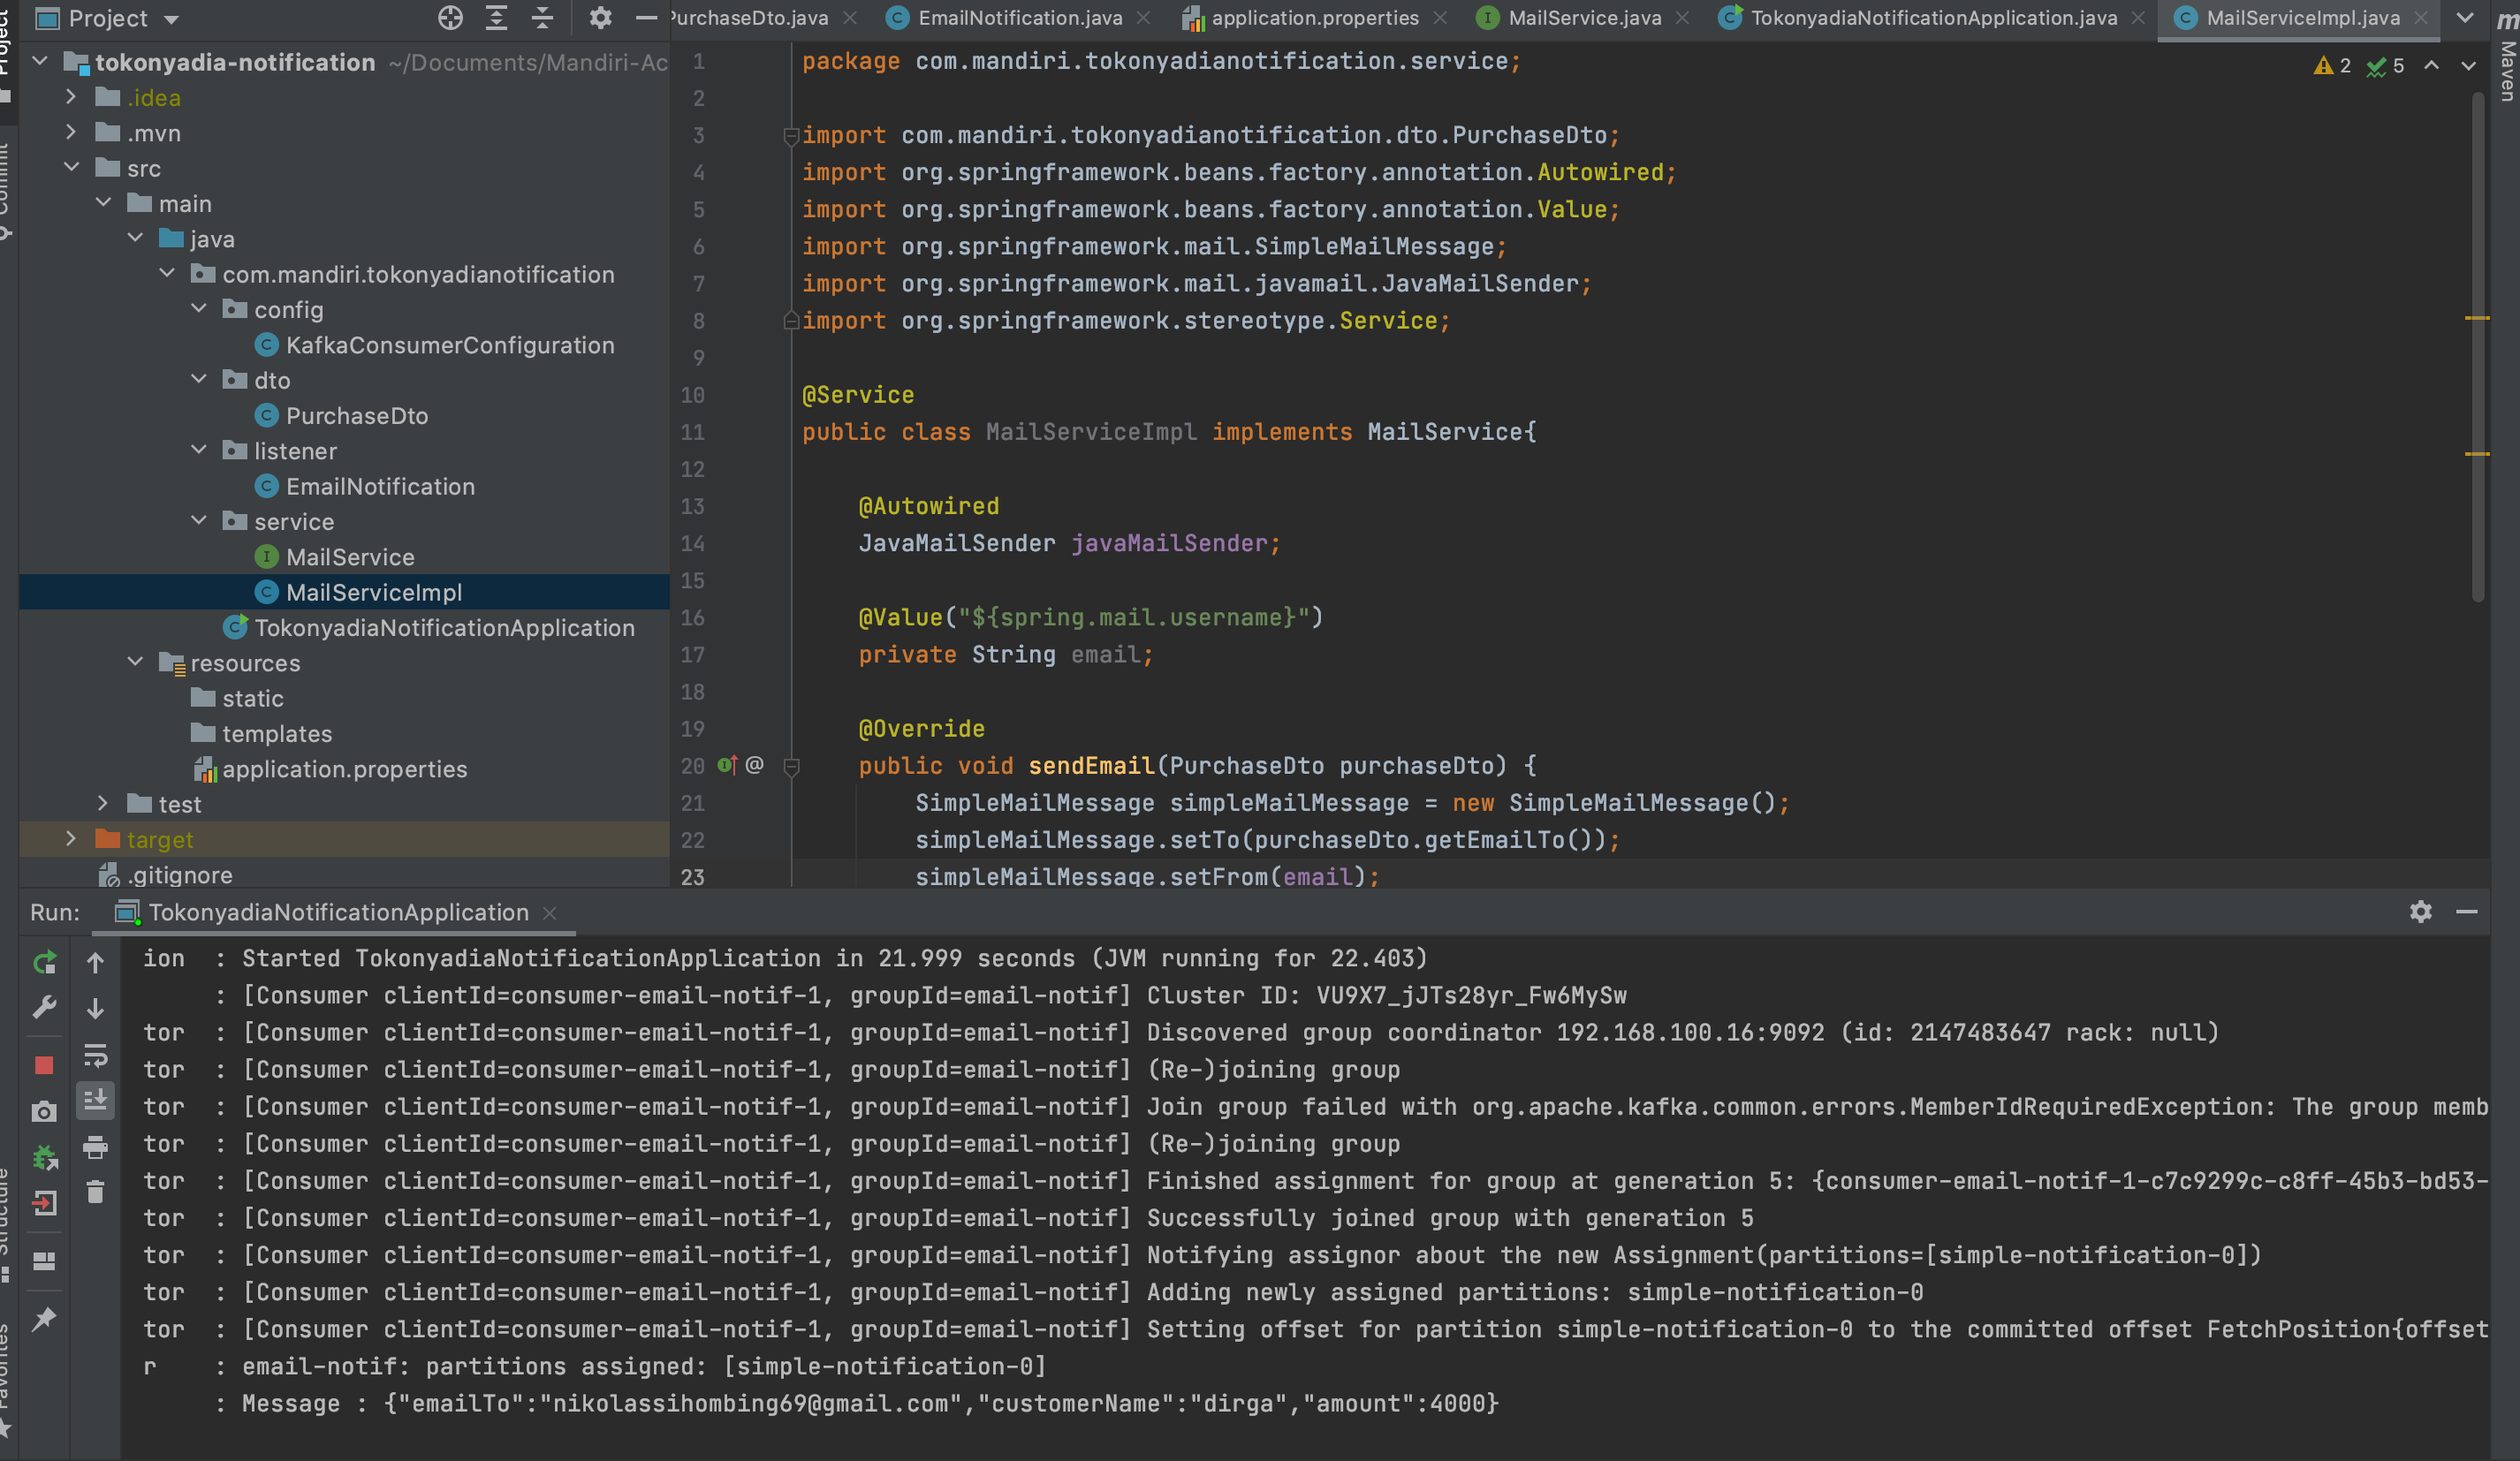 Project
PurchaseDto.java
EmailNotification.java
application.properties
MailService.java
TokonyadiaNotificationApplication.java
MailServiceImpl.java
Project
Commit
Structure
Favorites
Maven
tokonyadia-notification ~/Documents/Mandiri-Ac
.idea
.mvn
src
main
java
com.mandiri.tokonyadianotification
config
KafkaConsumerConfiguration
dto
PurchaseDto
listener
EmailNotification
service
MailService
MailServiceImpl
TokonyadiaNotificationApplication
resources
static
templates
application.properties
test
target
.gitignore
2 5
1 package com.mandiri.tokonyadianotification.service;
2
3 import com.mandiri.tokonyadianotification.dto.PurchaseDto;
4 import org.springframework.beans.factory.annotation.Autowired;
5 import org.springframework.beans.factory.annotation.Value;
6 import org.springframework.mail.SimpleMailMessage;
7 import org.springframework.mail.javamail.JavaMailSender;
8 import org.springframework.stereotype.Service;
9
10 @Service
11 public class MailServiceImpl implements MailService{
12
13 @Autowired
14 JavaMailSender javaMailSender;
15
16 @Value("${spring.mail.username}")
17 private String email;
18
19 @Override
20 @ public void sendEmail(PurchaseDto purchaseDto) {
21 SimpleMailMessage simpleMailMessage = new SimpleMailMessage();
22 simpleMailMessage.setTo(purchaseDto.getEmailTo());
23 simpleMailMessage.setFrom(email);
Run: TokonyadiaNotificationApplication
ion : Started TokonyadiaNotificationApplication in 21.999 seconds (JVM running for 22.403)
: [Consumer clientId=consumer-email-notif-1, groupId=email-notif] Cluster ID: VU9X7_jJTs28yr_Fw6MySw
tor : [Consumer clientId=consumer-email-notif-1, groupId=email-notif] Discovered group coordinator 192.168.100.16:9092 (id: 2147483647 rack: null)
tor : [Consumer clientId=consumer-email-notif-1, groupId=email-notif] (Re-)joining group
tor : [Consumer clientId=consumer-email-notif-1, groupId=email-notif] Join group failed with org.apache.kafka.common.errors.MemberIdRequiredException: The group memb
tor : [Consumer clientId=consumer-email-notif-1, groupId=email-notif] (Re-)joining group
tor : [Consumer clientId=consumer-email-notif-1, groupId=email-notif] Finished assignment for group at generation 5: {consumer-email-notif-1-c7c9299c-c8ff-45b3-bd53-
tor : [Consumer clientId=consumer-email-notif-1, groupId=email-notif] Successfully joined group with generation 5
tor : [Consumer clientId=consumer-email-notif-1, groupId=email-notif] Notifying assignor about the new Assignment(partitions=[simple-notification-0])
tor : [Consumer clientId=consumer-email-notif-1, groupId=email-notif] Adding newly assigned partitions: simple-notification-0
tor : [Consumer clientId=consumer-email-notif-1, groupId=email-notif] Setting offset for partition simple-notification-0 to the committed offset FetchPosition{offset
r : email-notif: partitions assigned: [simple-notification-0]
: Message : {"emailTo":"nikolassihombing69@gmail.com","customerName":"dirga","amount":4000}